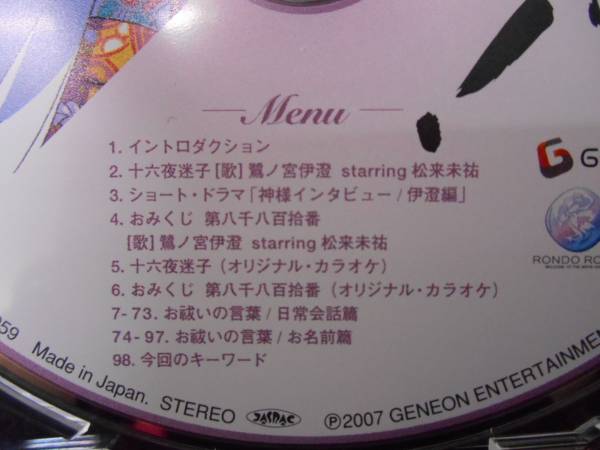 Menu
1. イントロダクション
2. 十六夜迷子 [歌] 鷺ノ宮伊澄 starring 松来未祐
3. ショート・ドラマ「神様インタビュー / 伊澄編」
4. おみくじ 第八千八百拾番
[歌] 鷺ノ宮伊澄 starring 松来未祐
5. 十六夜迷子 (オリジナル・カラオケ)
6. おみくじ 第八千八百拾番 (オリジナル・カラオケ)
7- 73. お祓いの言葉 / 日常会話篇
74 - 97. お祓いの言葉 / お名前篇
98. 今回のキーワード
G
RONDO RO
59 Made in Japan. STEREO JASRAC ℗2007 GENEON ENTERTAINMEN